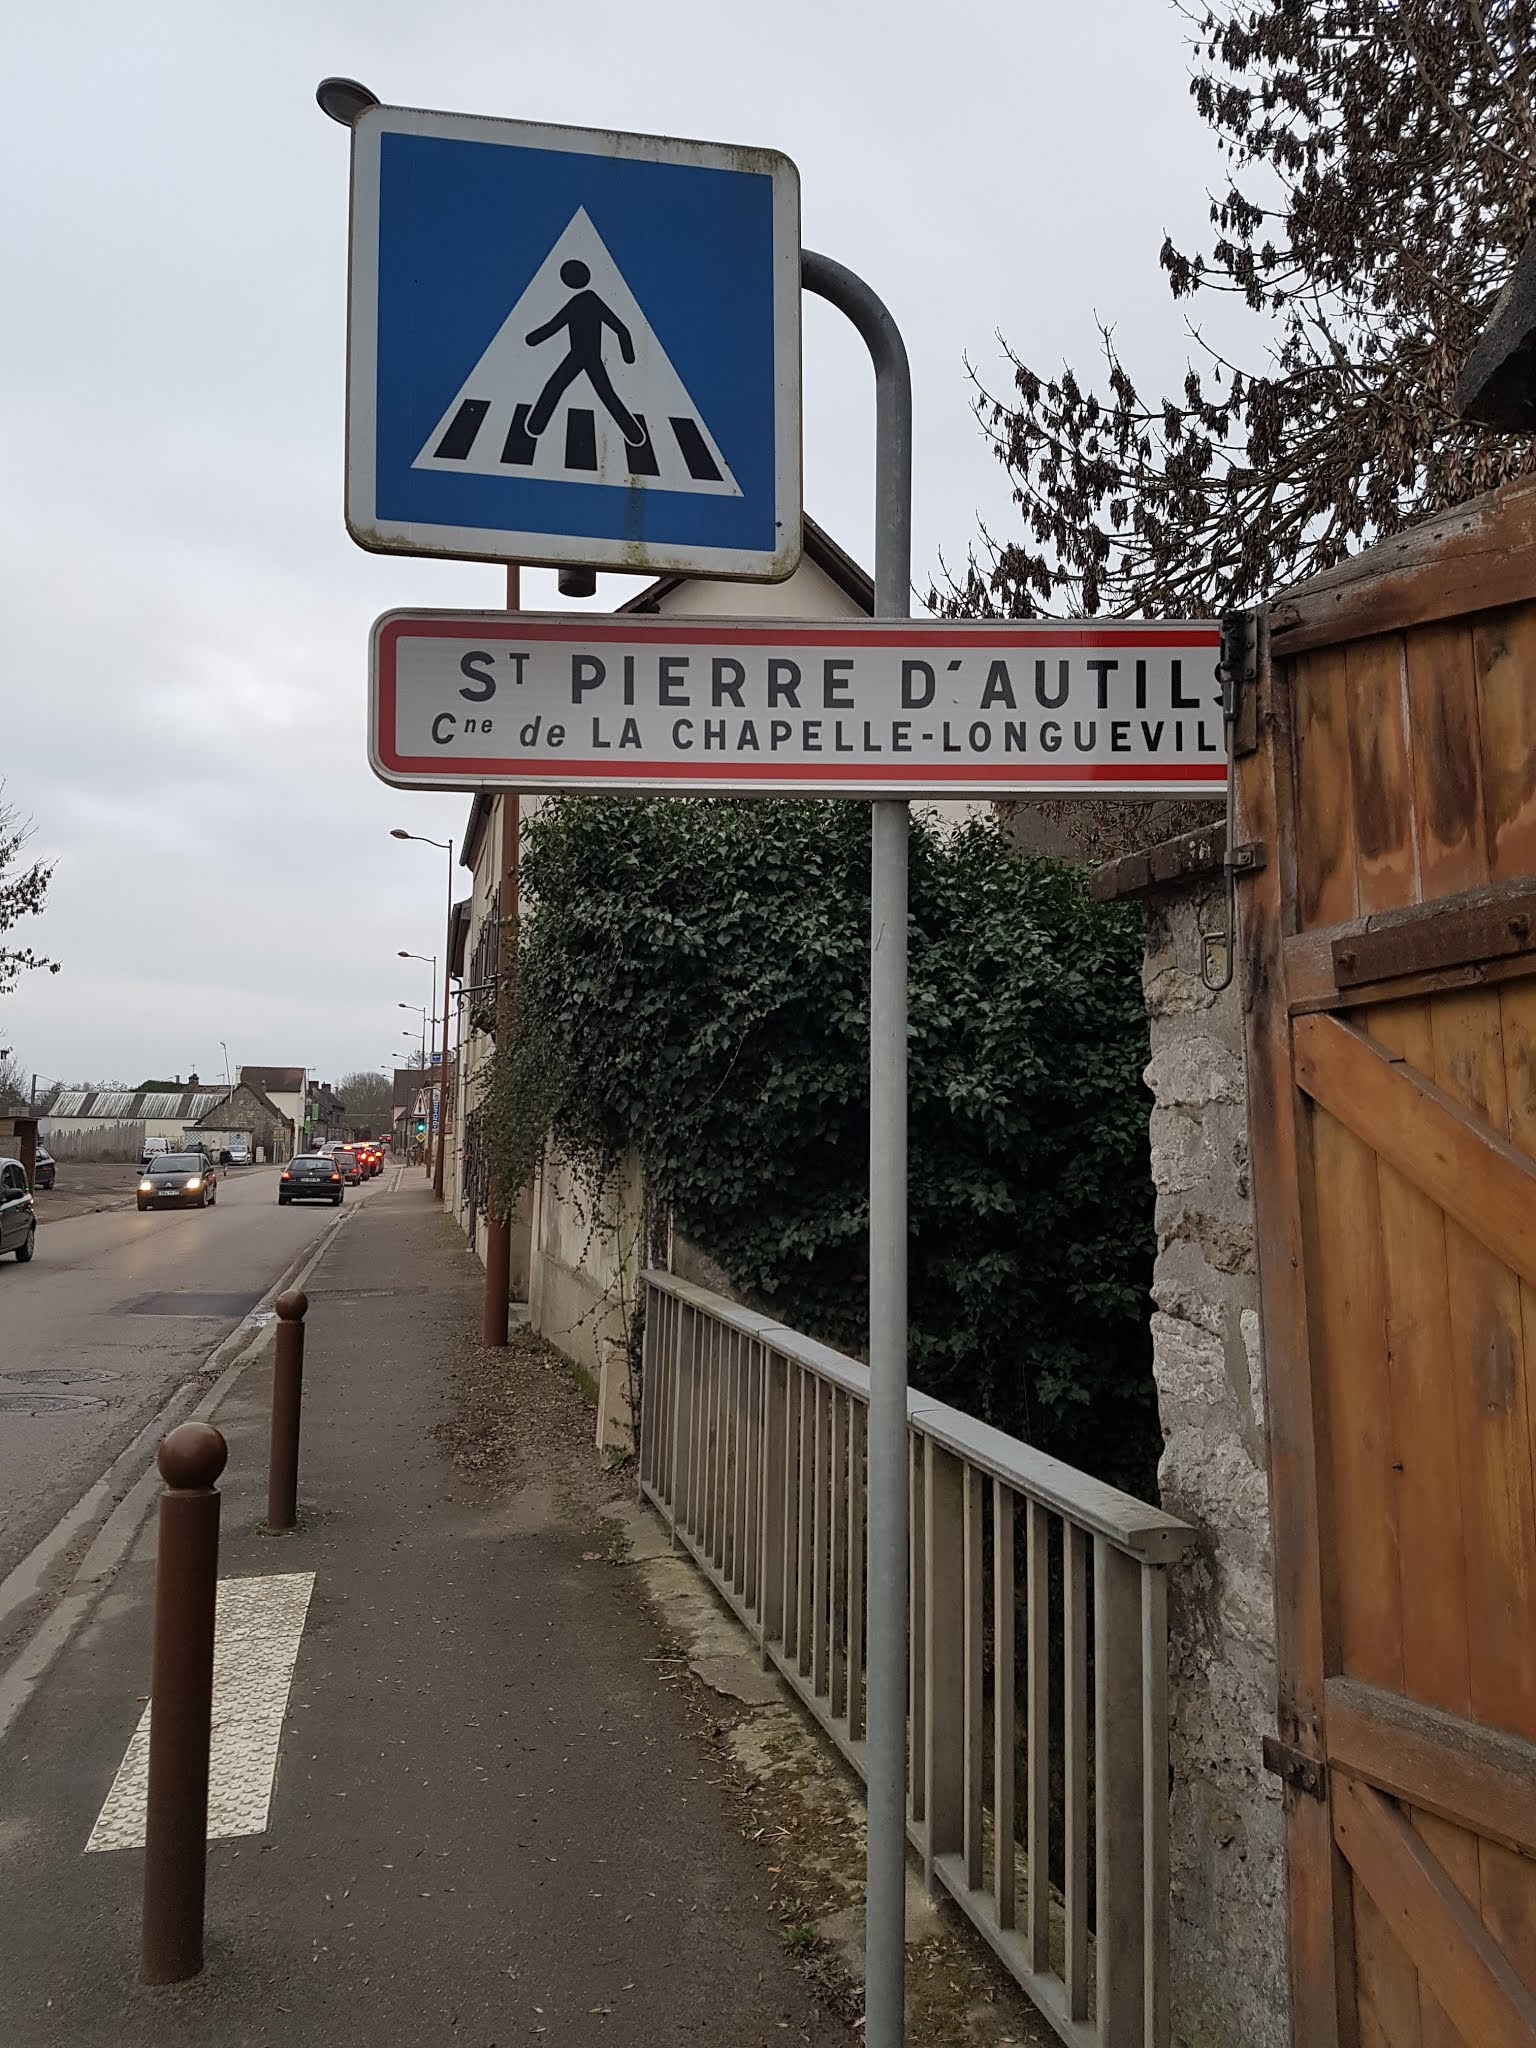 ST PIERRE D'AUTILS
Cne de LA CHAPELLE-LONGUEVIL